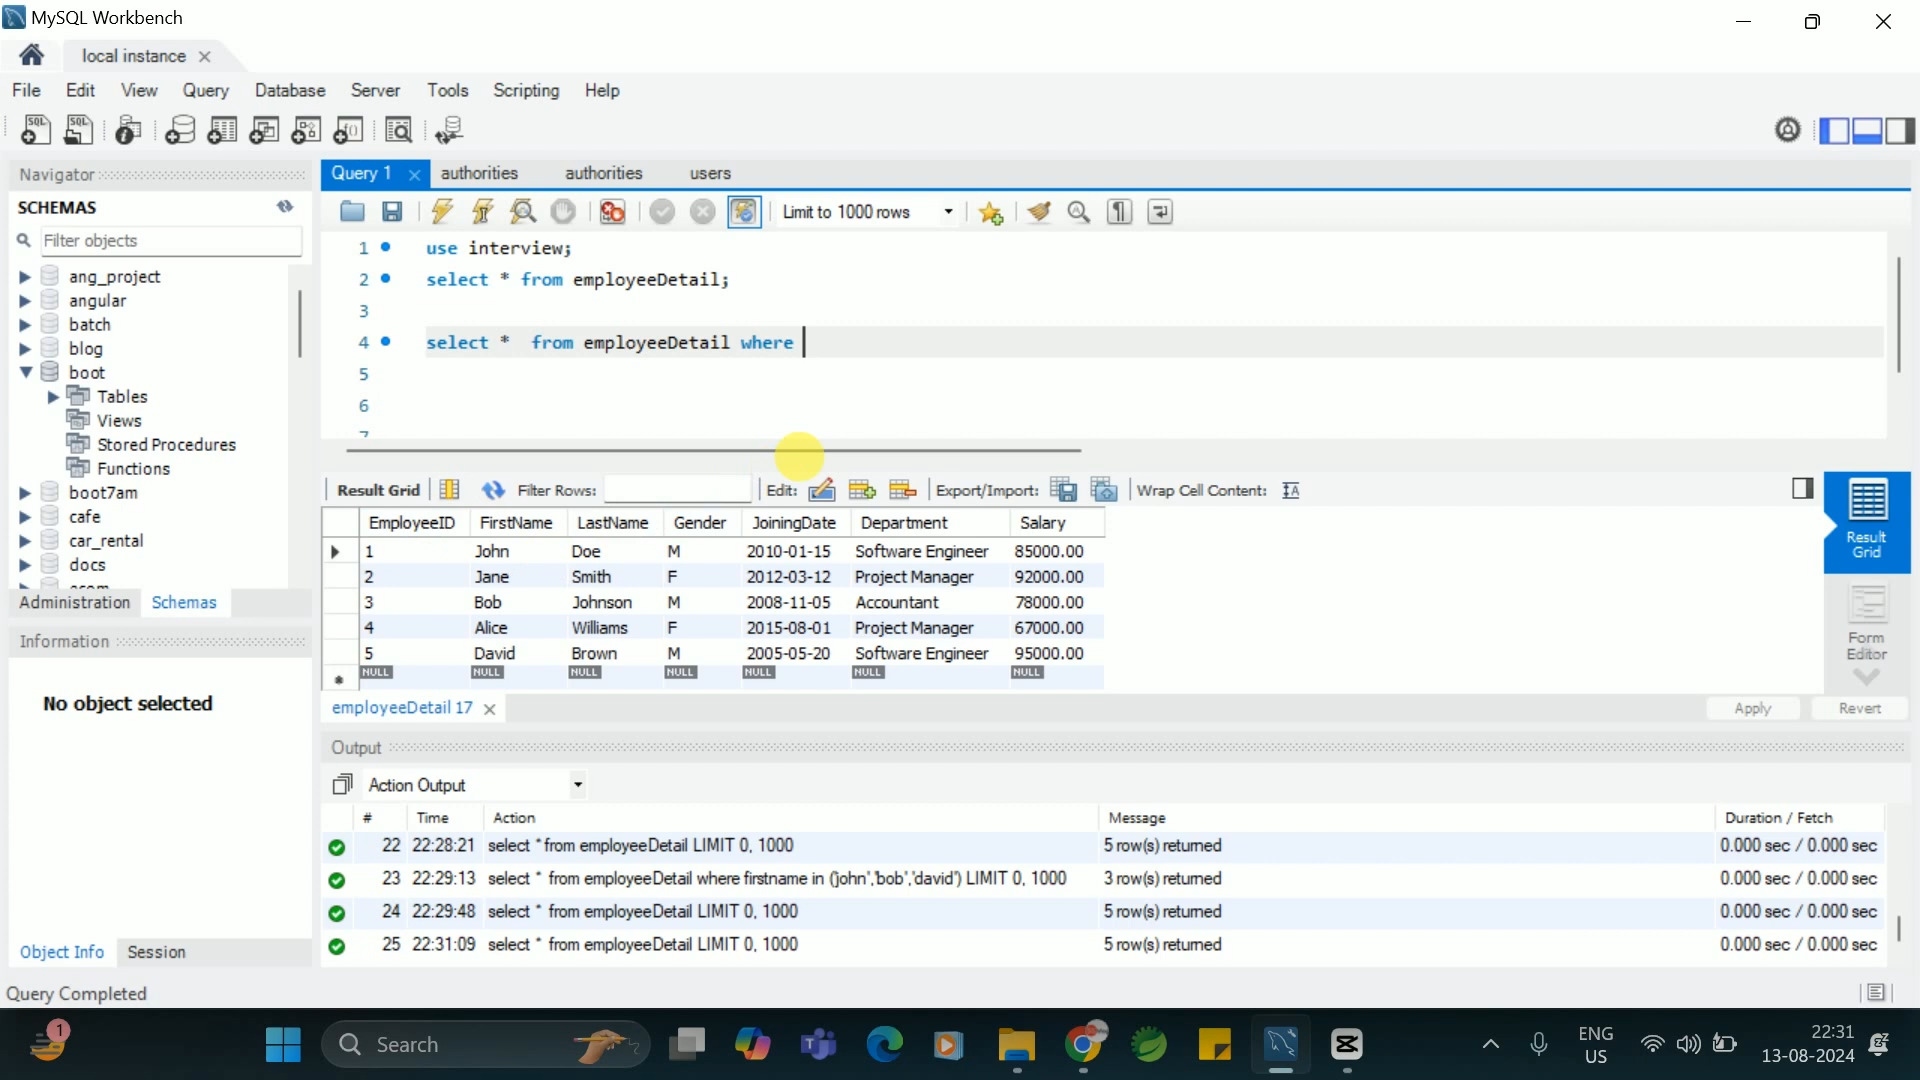 MySQL Workbench
local instance
File Edit View Query Database Server Tools Scripting Help
Navigator
SCHEMAS
Filter objects
ang_project
angular
batch
blog
boot
Tables
Views
Stored Procedures
Functions
boot7am
cafe
car_rental
docs
Administration Schemas
Information
No object selected
Object Info Session
Query 1 authorities authorities users
Limit to 1000 rows
1 use interview;
2 select * from employeeDetail;
3
4 select *  from employeeDetail where
5
6
7
Result Grid Filter Rows: Edit: Export/Import: Wrap Cell Content:
EmployeeID FirstName LastName Gender JoiningDate Department Salary
1 John Doe M 2010-01-15 Software Engineer 85000.00
2 Jane Smith F 2012-03-12 Project Manager 92000.00
3 Bob Johnson M 2008-11-05 Accountant 78000.00
4 Alice Williams F 2015-08-01 Project Manager 67000.00
5 David Brown M 2005-05-20 Software Engineer 95000.00
NULL NULL NULL NULL NULL NULL NULL
Result
Grid
Form
Editor
employeeDetail 17
Apply Revert
Output
Action Output
# Time Action Message Duration / Fetch
22 22:28:21 select * from employeeDetail LIMIT 0, 1000 5 row(s) returned 0.000 sec / 0.000 sec
23 22:29:13 select * from employeeDetail where firstname in ('john','bob','david') LIMIT 0, 1000 3 row(s) returned 0.000 sec / 0.000 sec
24 22:29:48 select * from employeeDetail LIMIT 0, 1000 5 row(s) returned 0.000 sec / 0.000 sec
25 22:31:09 select * from employeeDetail LIMIT 0, 1000 5 row(s) returned 0.000 sec / 0.000 sec
Query Completed
1
Search
ENG
US
22:31
13-08-2024